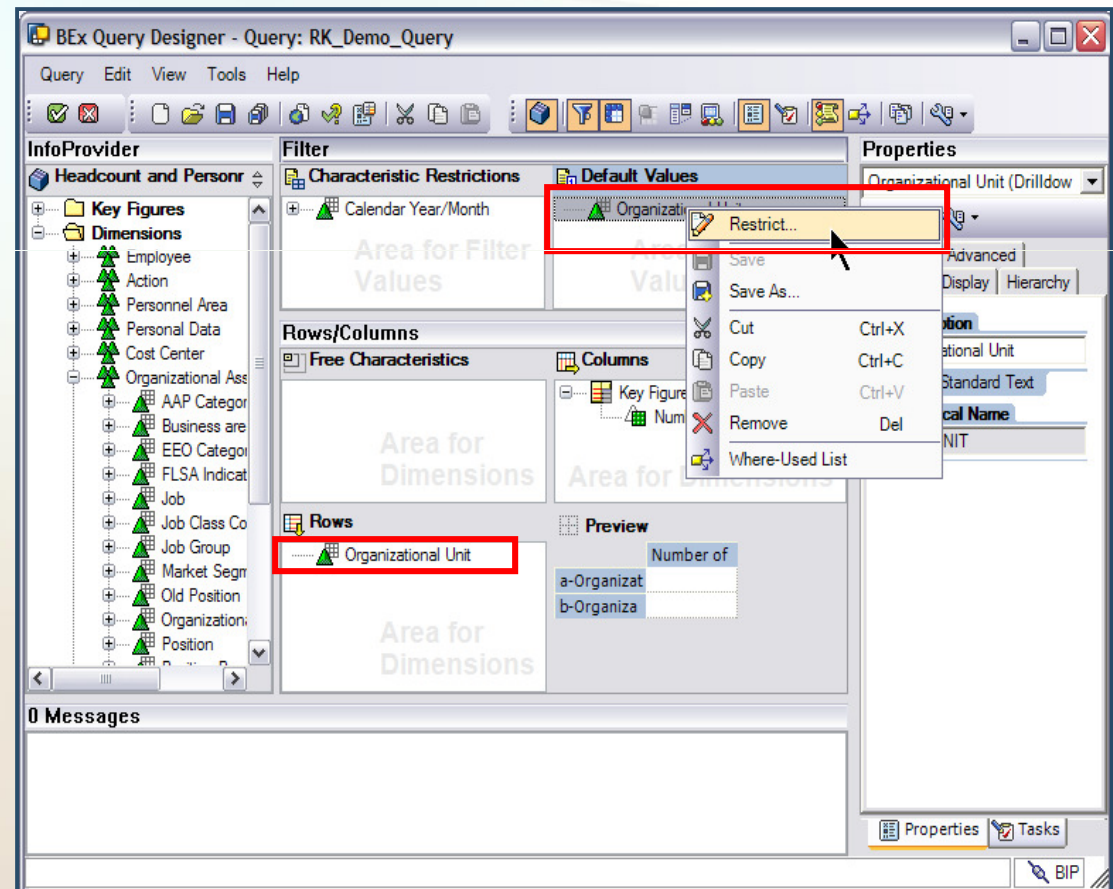 BEx Query Designer - Query: RK_Demo_Query
Query Edit View Tools Help
InfoProvider
Headcount and Personr
Key Figures
Dimensions
Employee
Action
Personnel Area
Personal Data
Cost Center
Organizational Ass
AAP Categor
Business are
EEO Categor
FLSA Indicat
Job
Job Class Co
Job Group
Market Segm
Old Position
Organizationa
Position
Filter
Characteristic Restrictions
Calendar Year/Month
Area for Filter
Values
Default Values
Organizati
Restrict...
Save
Save As...
Cut Ctrl+X
Copy Ctrl+C
Paste Ctrl+V
Remove Del
Where-Used List
Rows/Columns
Free Characteristics
Area for
Dimensions
Columns
Key Figure
Num
Area for Dimensions
Rows
Organizational Unit
Area for
Dimensions
Preview
Number of
a-Organizat
b-Organiza
Properties
Organizational Unit (Drilldow
Advanced
Display Hierarchy
ption
ational Unit
Standard Text
cal Name
NIT
0 Messages
Properties Tasks
BIP